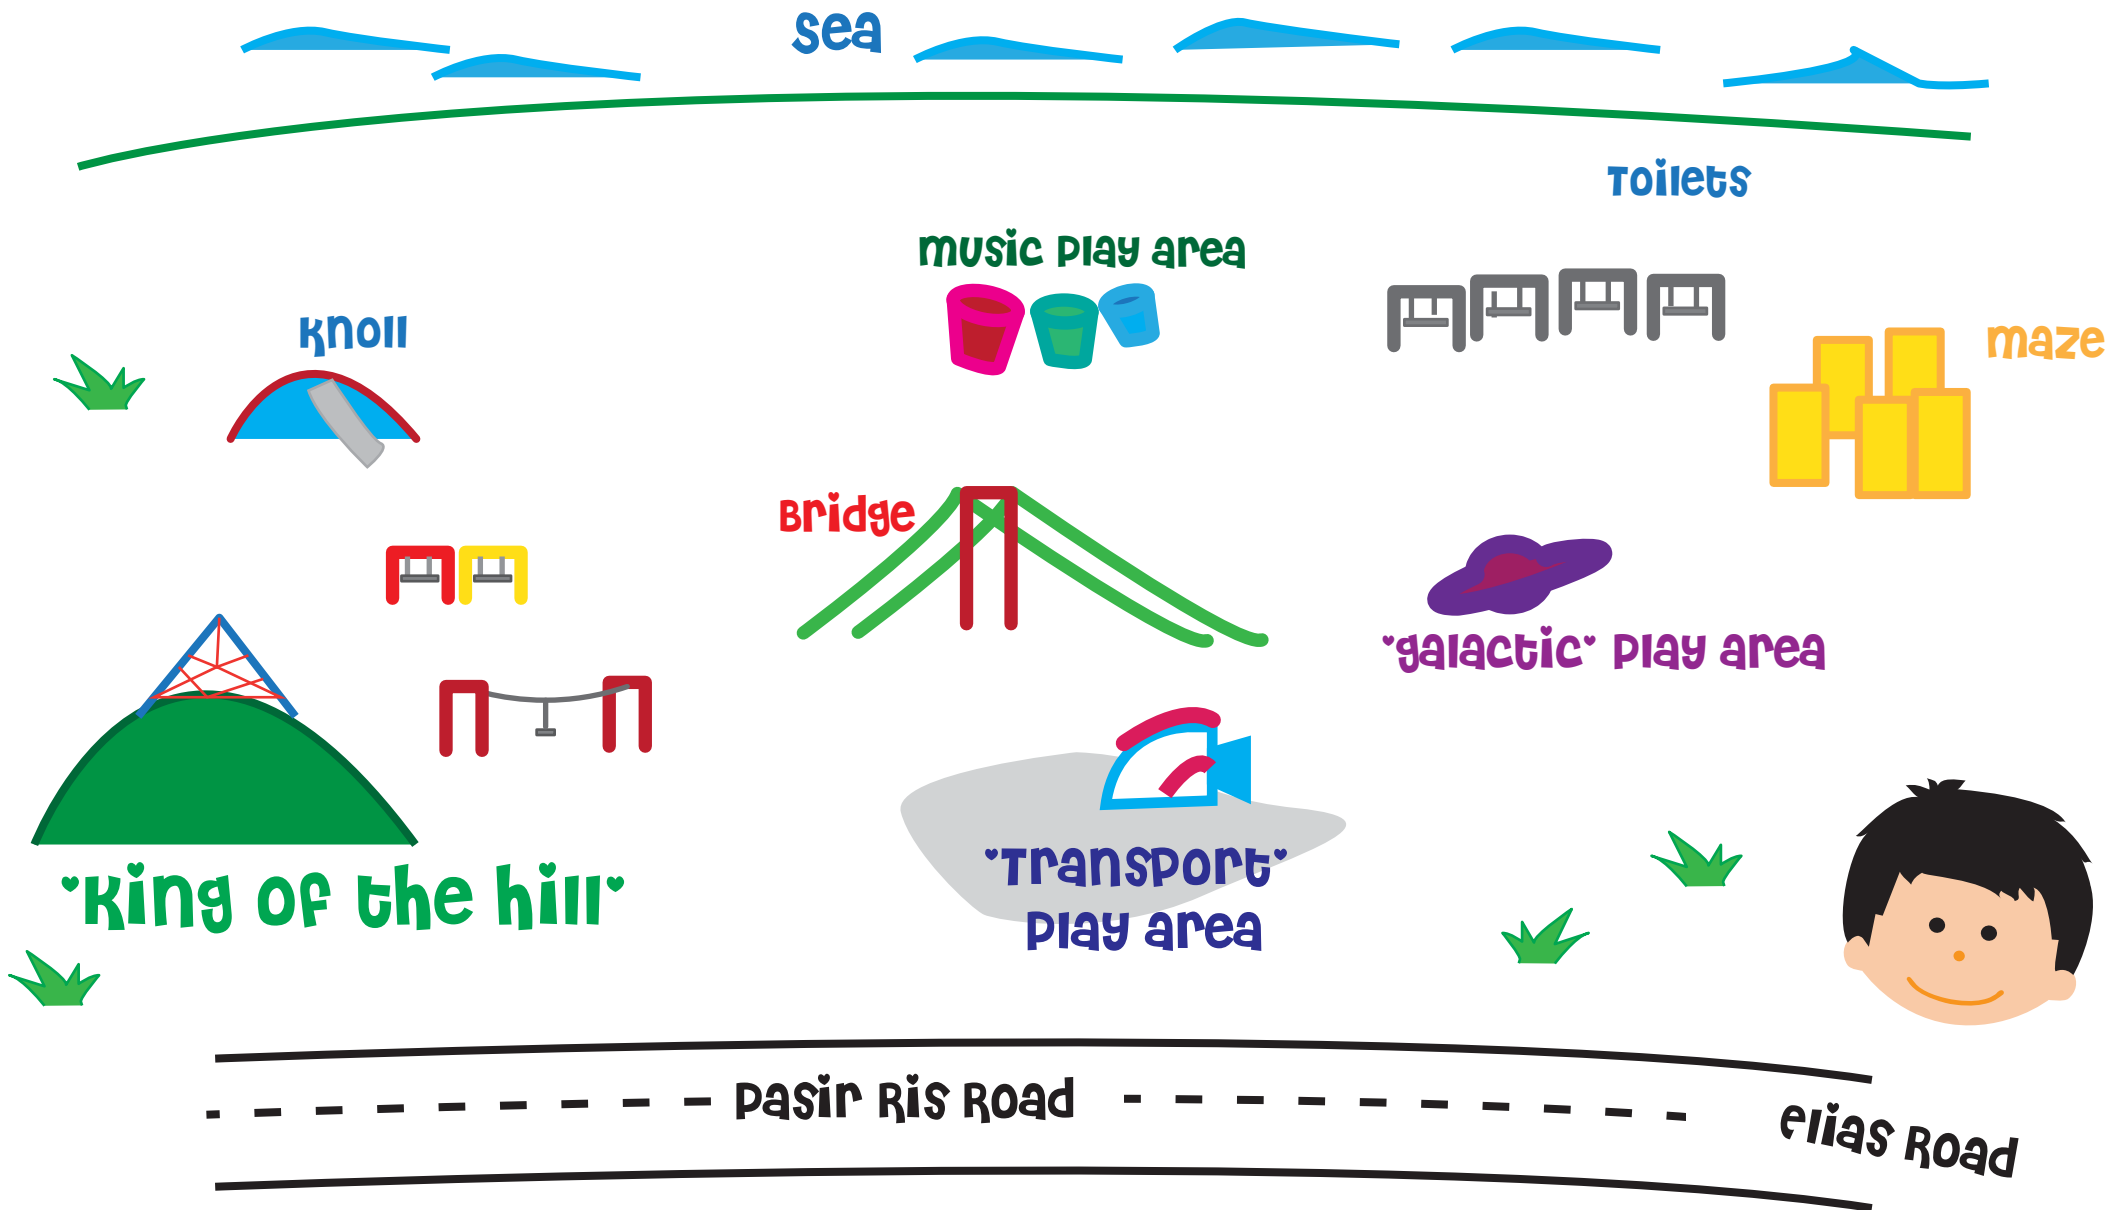 sea
Toilets
music play area
Knoll
maze
Bridge
"galactic" play area
"Transport"
play area
"King of the hill"
Pasir Ris Road
elias Road